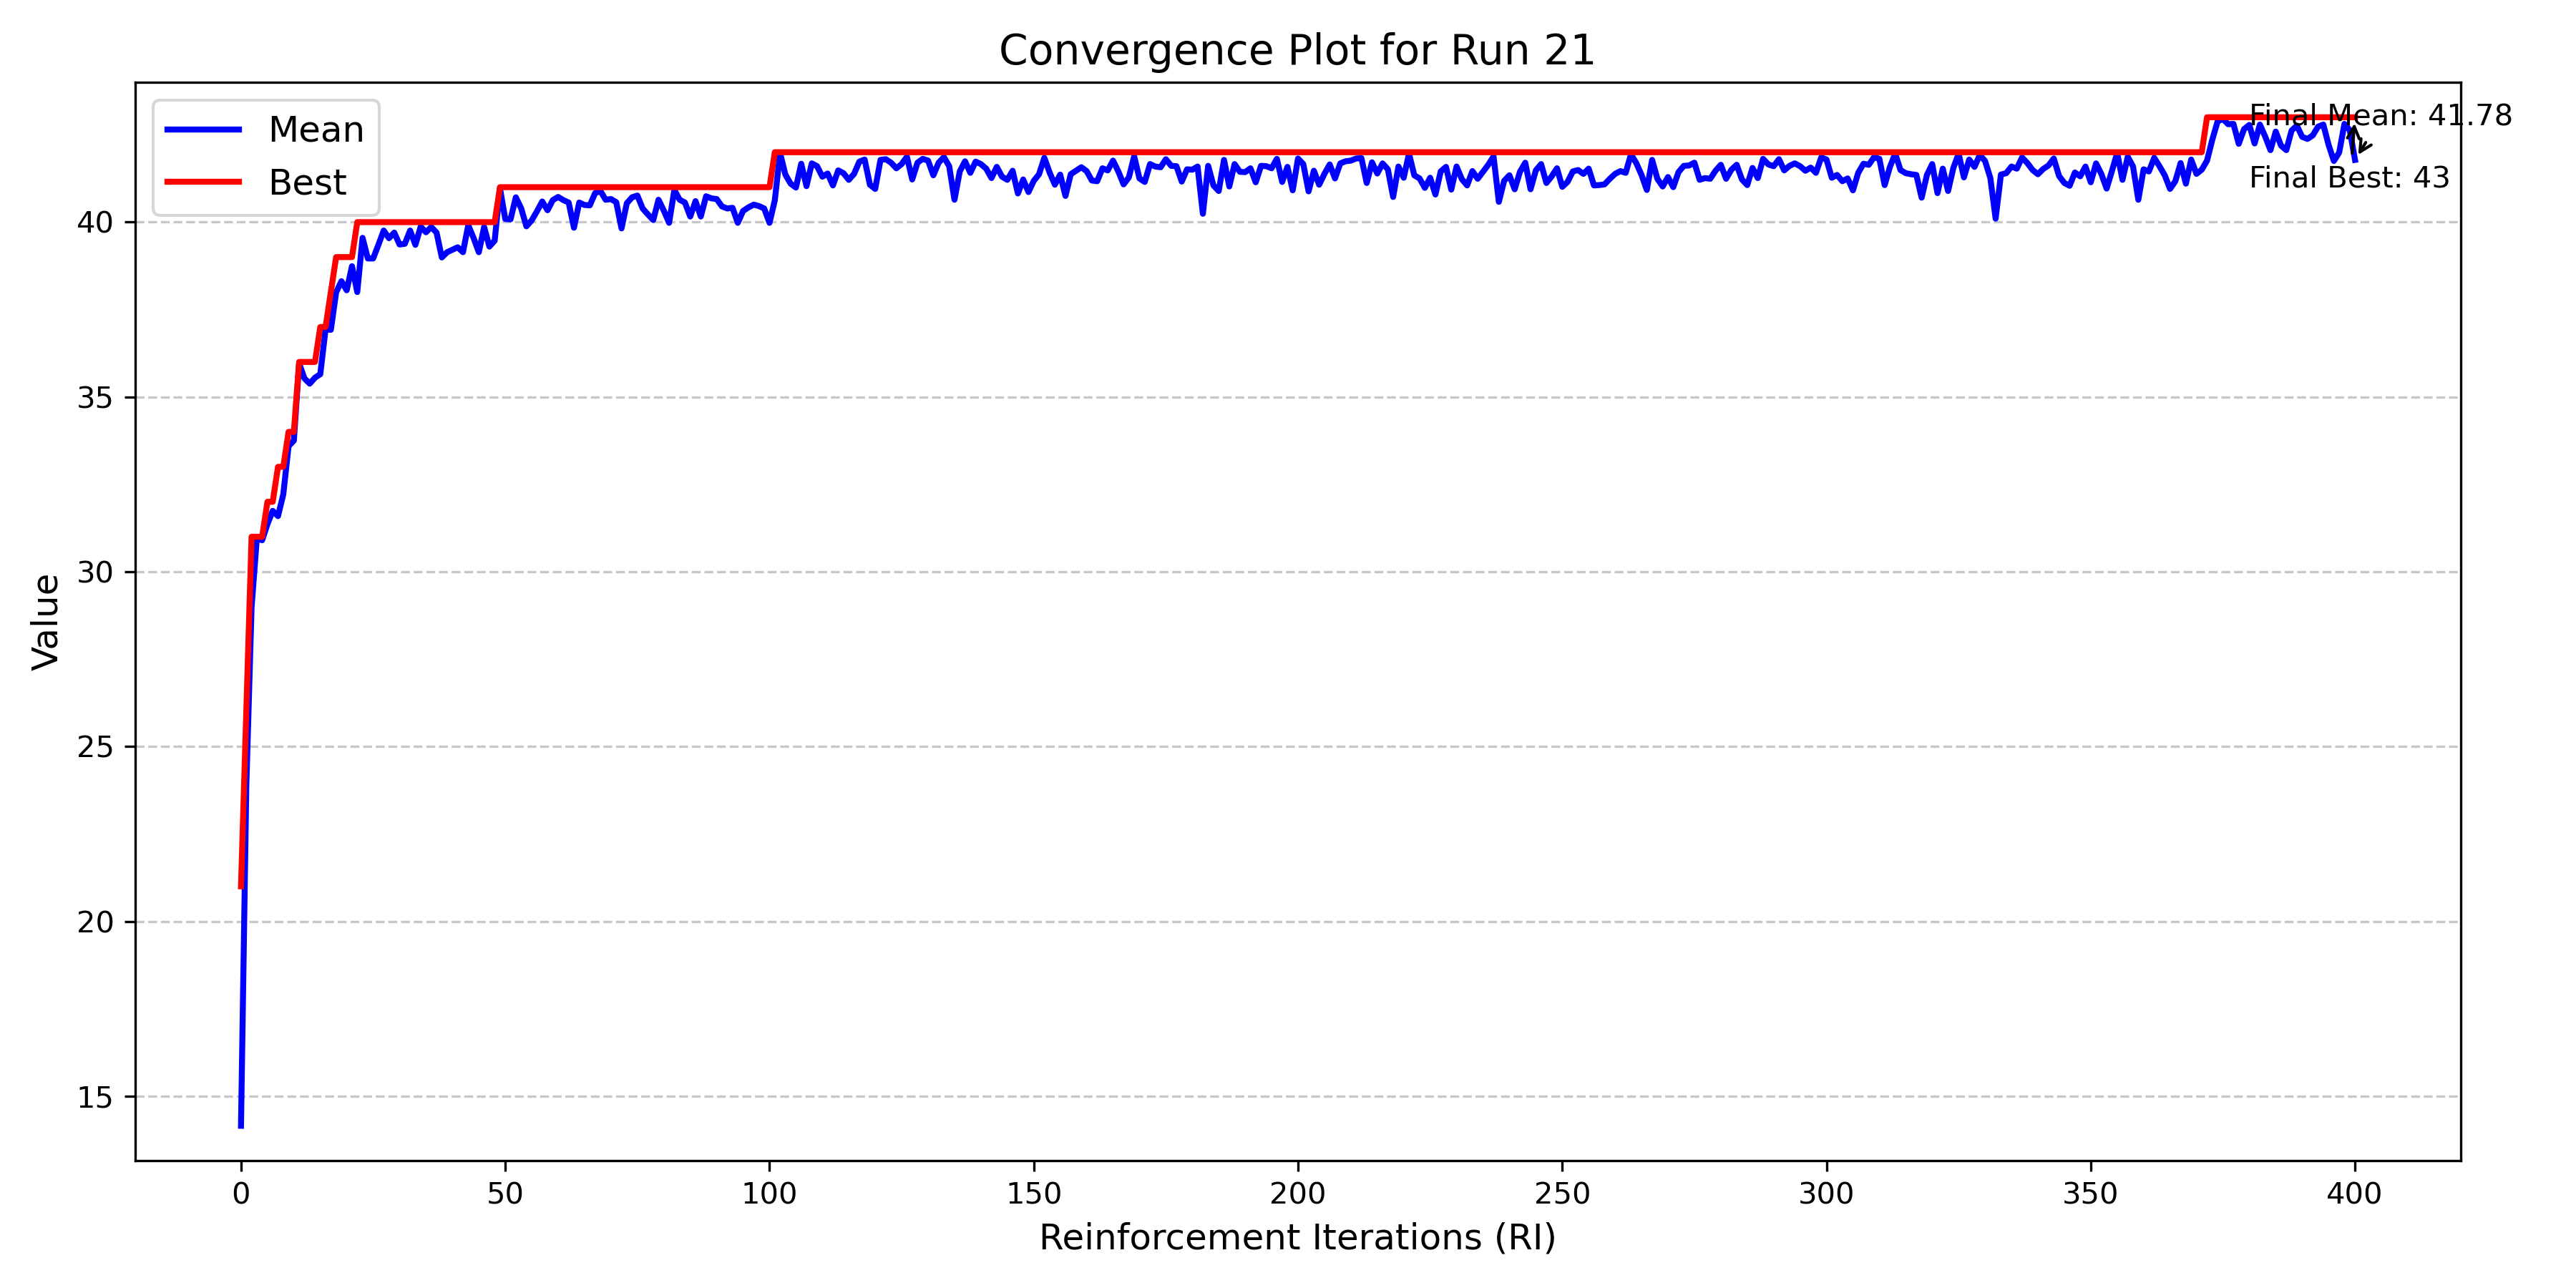 Convergence Plot for Run 21
Mean
Best
Final Mean: 41.78
Final Best: 43
Value
40
35
30
25
20
15
0
50
100
150
200
250
300
350
400
Reinforcement Iterations (RI)